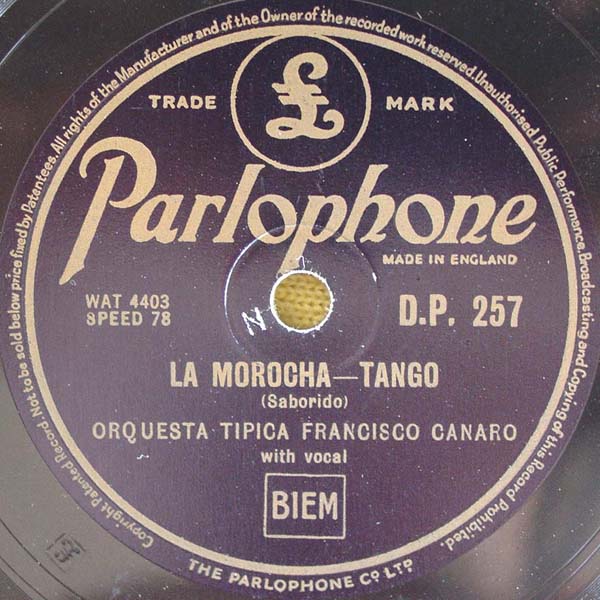 Copyright Patented Record. Not to be sold below price fixed by Patentees. All rights of the Manufacturer and of the Owner of the recorded work reserved. Unauthorised Public Performance. Broadcasting and Copying of this Record Prohibited.
£
TRADE MARK
Parlophone
MADE IN ENGLAND
WAT 4403
SPEED 78
D.P. 257
N
LA MOROCHA—TANGO
(Saborido)
ORQUESTA TIPICA FRANCISCO CANARO
with vocal
BIEM
THE PARLOPHONE CO LTD